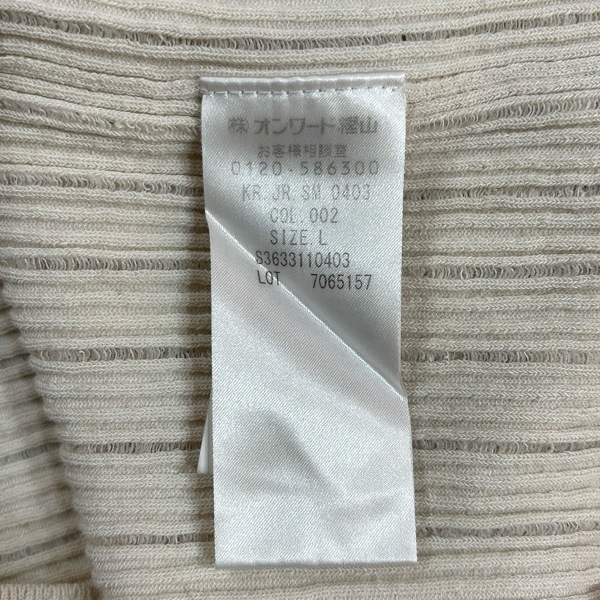 株 オンワード樫山
お客様相談室
0120-586300
KR.JR.SM 0403
COL.002
SIZE.L
S3633110403
LOT 7065157